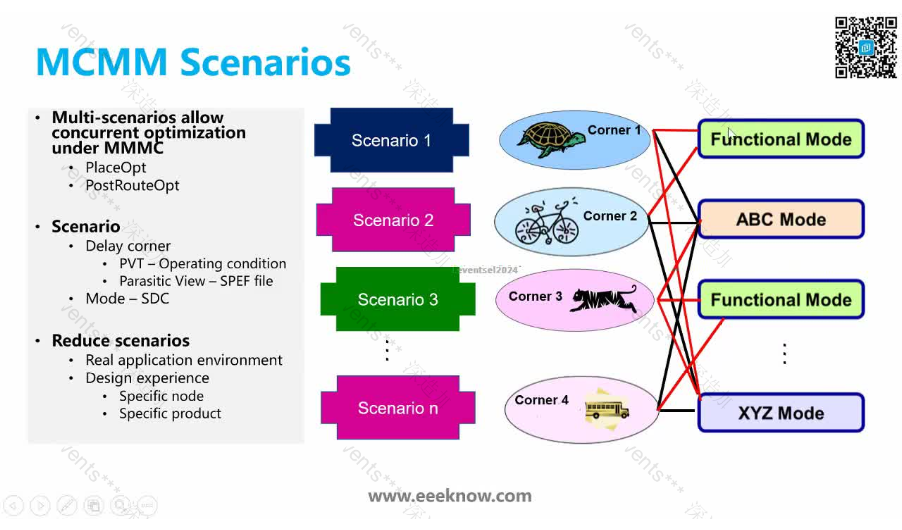 MCMM Scenarios
• Multi-scenarios allow
concurrent optimization
under MMMC
• PlaceOpt
• PostRouteOpt
• Scenario
• Delay corner
• PVT – Operating condition
• Parasitic View – SPEF file
• Mode – SDC
• Reduce scenarios
• Real application environment
• Design experience
• Specific node
• Specific product
Scenario 1
Scenario 2
Scenario 3
Scenario n
Corner 1
Corner 2
Corner 3
Corner 4
Functional Mode
ABC Mode
Functional Mode
XYZ Mode
eventsel2024
www.eeeknow.com